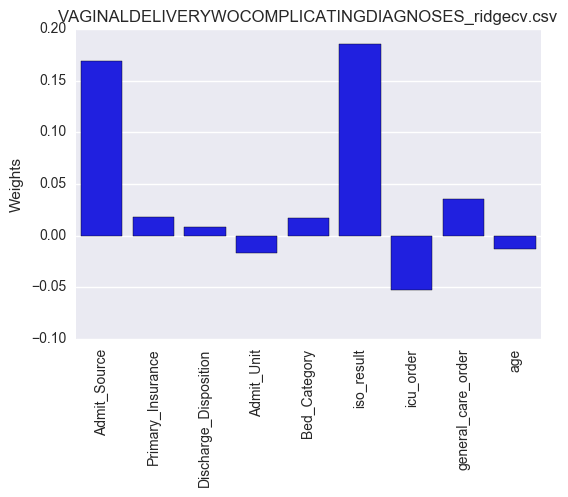 VAGINALDELIVERYWOCOMPLICATINGDIAGNOSES_ridgecv.csv
0.20
0.15
0.10
0.05
0.00
−0.05
−0.10
Weights
Admit_Source
Primary_Insurance
Discharge_Disposition
Admit_Unit
Bed_Category
iso_result
icu_order
general_care_order
age